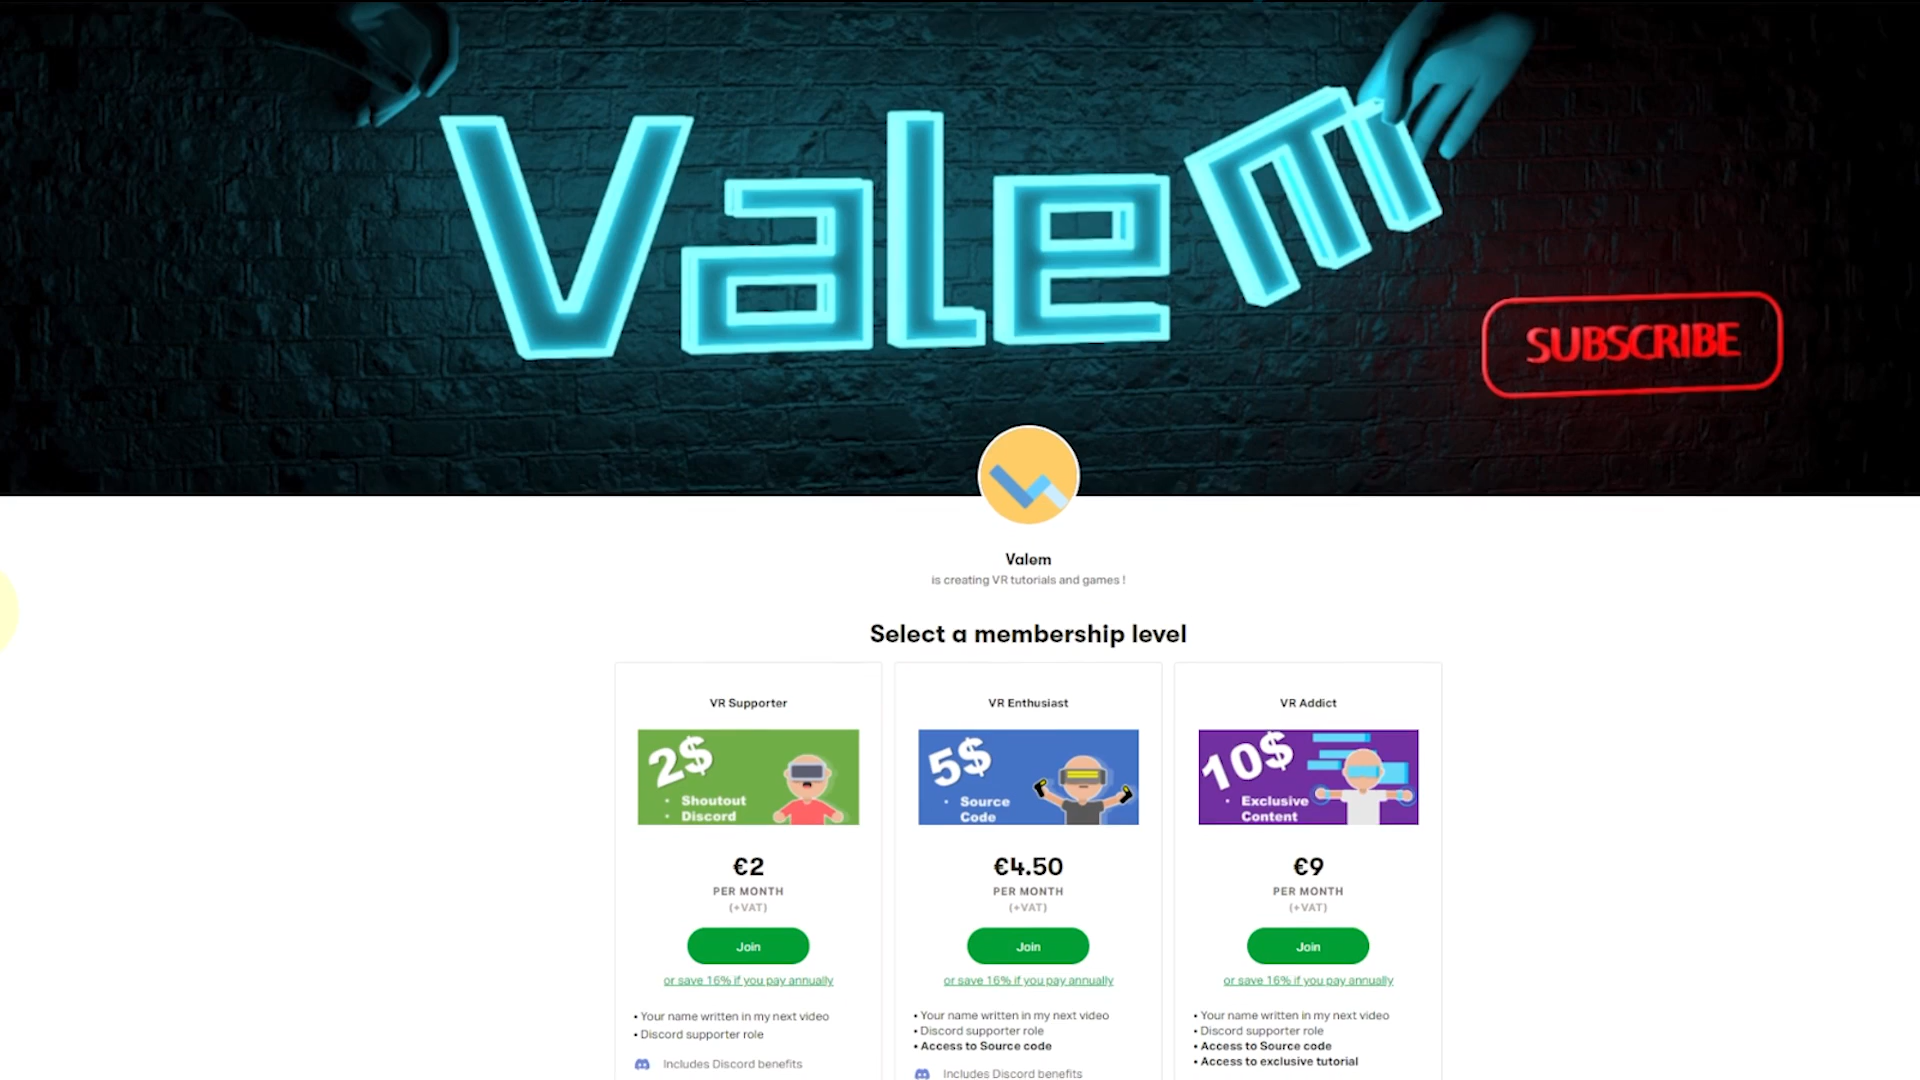 Valem
SUBSCRIBE
Valem
is creating VR tutorials and games !
Select a membership level
VR Supporter
2$
• Shoutout
• Discord
€2
PER MONTH
(+VAT)
Join
or save 16% if you pay annually
• Your name written in my next video
• Discord supporter role
Includes Discord benefits
VR Enthusiast
5$
• Source
Code
€4.50
PER MONTH
(+VAT)
Join
or save 16% if you pay annually
• Your name written in my next video
• Discord supporter role
• Access to Source code
Includes Discord benefits
VR Addict
10$
• Exclusive
Content
€9
PER MONTH
(+VAT)
Join
or save 16% if you pay annually
• Your name written in my next video
• Discord supporter role
• Access to Source code
• Access to exclusive tutorial